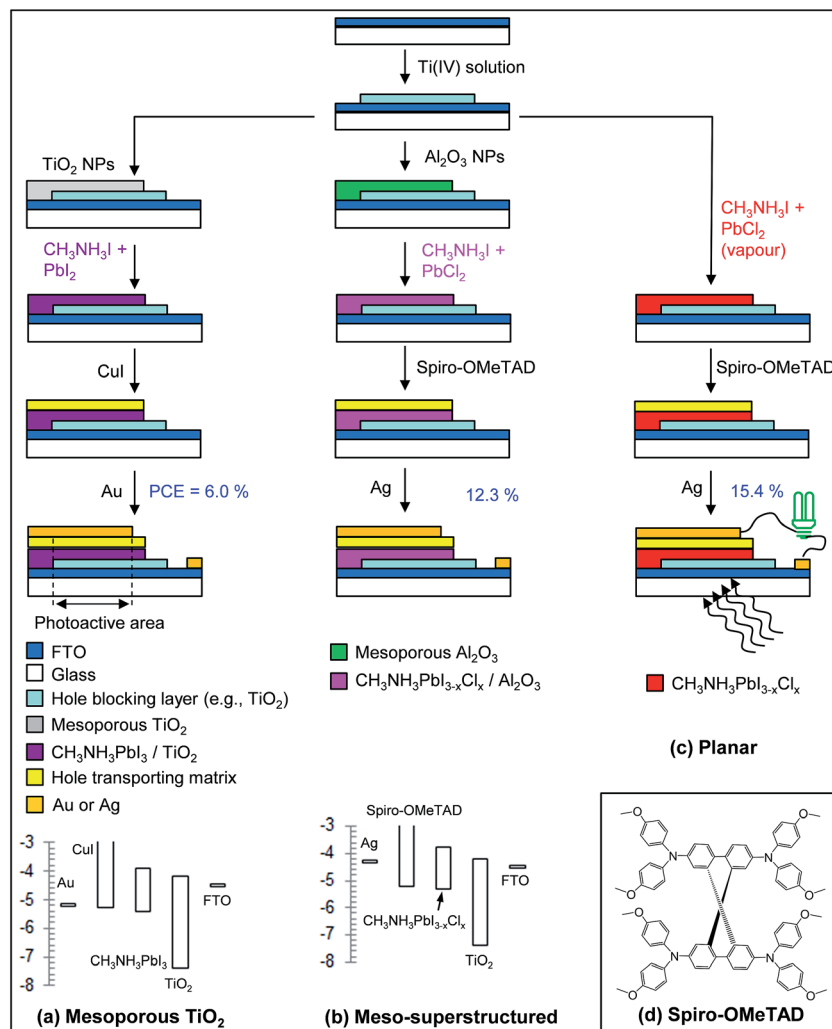 Ti(IV) solution
TiO₂ NPs
Al₂O₃ NPs
CH₃NH₃I +
PbI₂
CH₃NH₃I +
PbCl₂
CH₃NH₃I +
PbCl₂
(vapour)
CuI
Spiro-OMeTAD
Spiro-OMeTAD
Au
PCE = 6.0 %
Ag
12.3 %
Ag
15.4 %
Photoactive area
FTO
Glass
Hole blocking layer (e.g., TiO₂)
Mesoporous TiO₂
CH₃NH₃PbI₃ / TiO₂
Hole transporting matrix
Au or Ag
Mesoporous Al₂O₃
CH₃NH₃PbI₃₋ₓClₓ / Al₂O₃
CH₃NH₃PbI₃₋ₓClₓ
(c) Planar
-3
-4
-5
-6
-7
-8
CuI
Au
FTO
CH₃NH₃PbI₃
TiO₂
(a) Mesoporous TiO₂
Spiro-OMeTAD
-3
-4
-5
-6
-7
-8
Ag
FTO
CH₃NH₃PbI₃₋ₓClₓ
TiO₂
(b) Meso-superstructured
O
O
O
O
N
N
O
O
O
O
N
N
(d) Spiro-OMeTAD